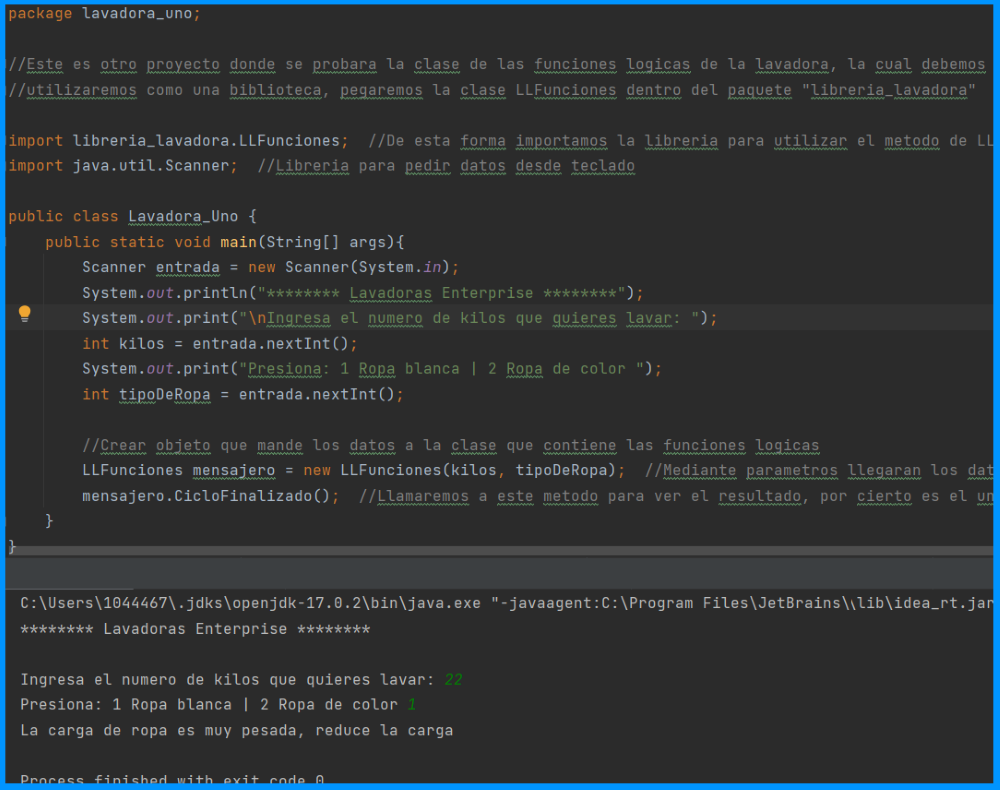 package lavadora_uno;
//Este es otro proyecto donde se probara la clase de las funciones logicas de la lavadora, la cual debemos
//utilizaremos como una biblioteca, pegaremos la clase LLFunciones dentro del paquete "libreria_lavadora"
import libreria_lavadora.LLFunciones;  //De esta forma importamos la libreria para utilizar el metodo de LL
import java.util.Scanner;  //Libreria para pedir datos desde teclado
public class Lavadora_Uno {
    public static void main(String[] args){
        Scanner entrada = new Scanner(System.in);
        System.out.println("******** Lavadoras Enterprise ********");
        System.out.print("\nIngresa el numero de kilos que quieres lavar: ");
        int kilos = entrada.nextInt();
        System.out.print("Presiona: 1 Ropa blanca | 2 Ropa de color ");
        int tipoDeRopa = entrada.nextInt();
        //Crear objeto que mande los datos a la clase que contiene las funciones logicas
        LLFunciones mensajero = new LLFunciones(kilos, tipoDeRopa);  //Mediante parametros llegaran los dat
        mensajero.CicloFinalizado();  //Llamaremos a este metodo para ver el resultado, por cierto es el un
    }
}
C:\Users\1044467\.jdks\openjdk-17.0.2\bin\java.exe "-javaagent:C:\Program Files\JetBrains\\lib\idea_rt.jar
******** Lavadoras Enterprise ********
Ingresa el numero de kilos que quieres lavar: 22
Presiona: 1 Ropa blanca | 2 Ropa de color 1
La carga de ropa es muy pesada, reduce la carga
Process finished with exit code 0